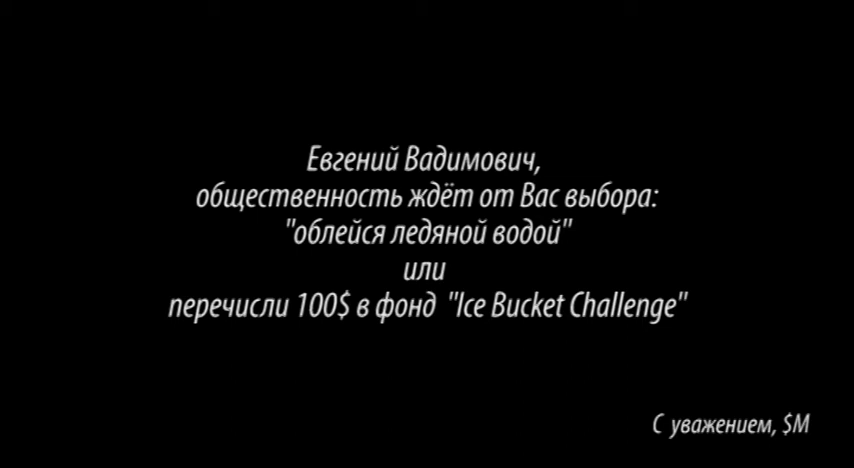 Евгений Вадимович,
общественность ждёт от Вас выбора:
"облейся ледяной водой"
или
перечисли 100$ в фонд "Ice Bucket Challenge"
С уважением, $М